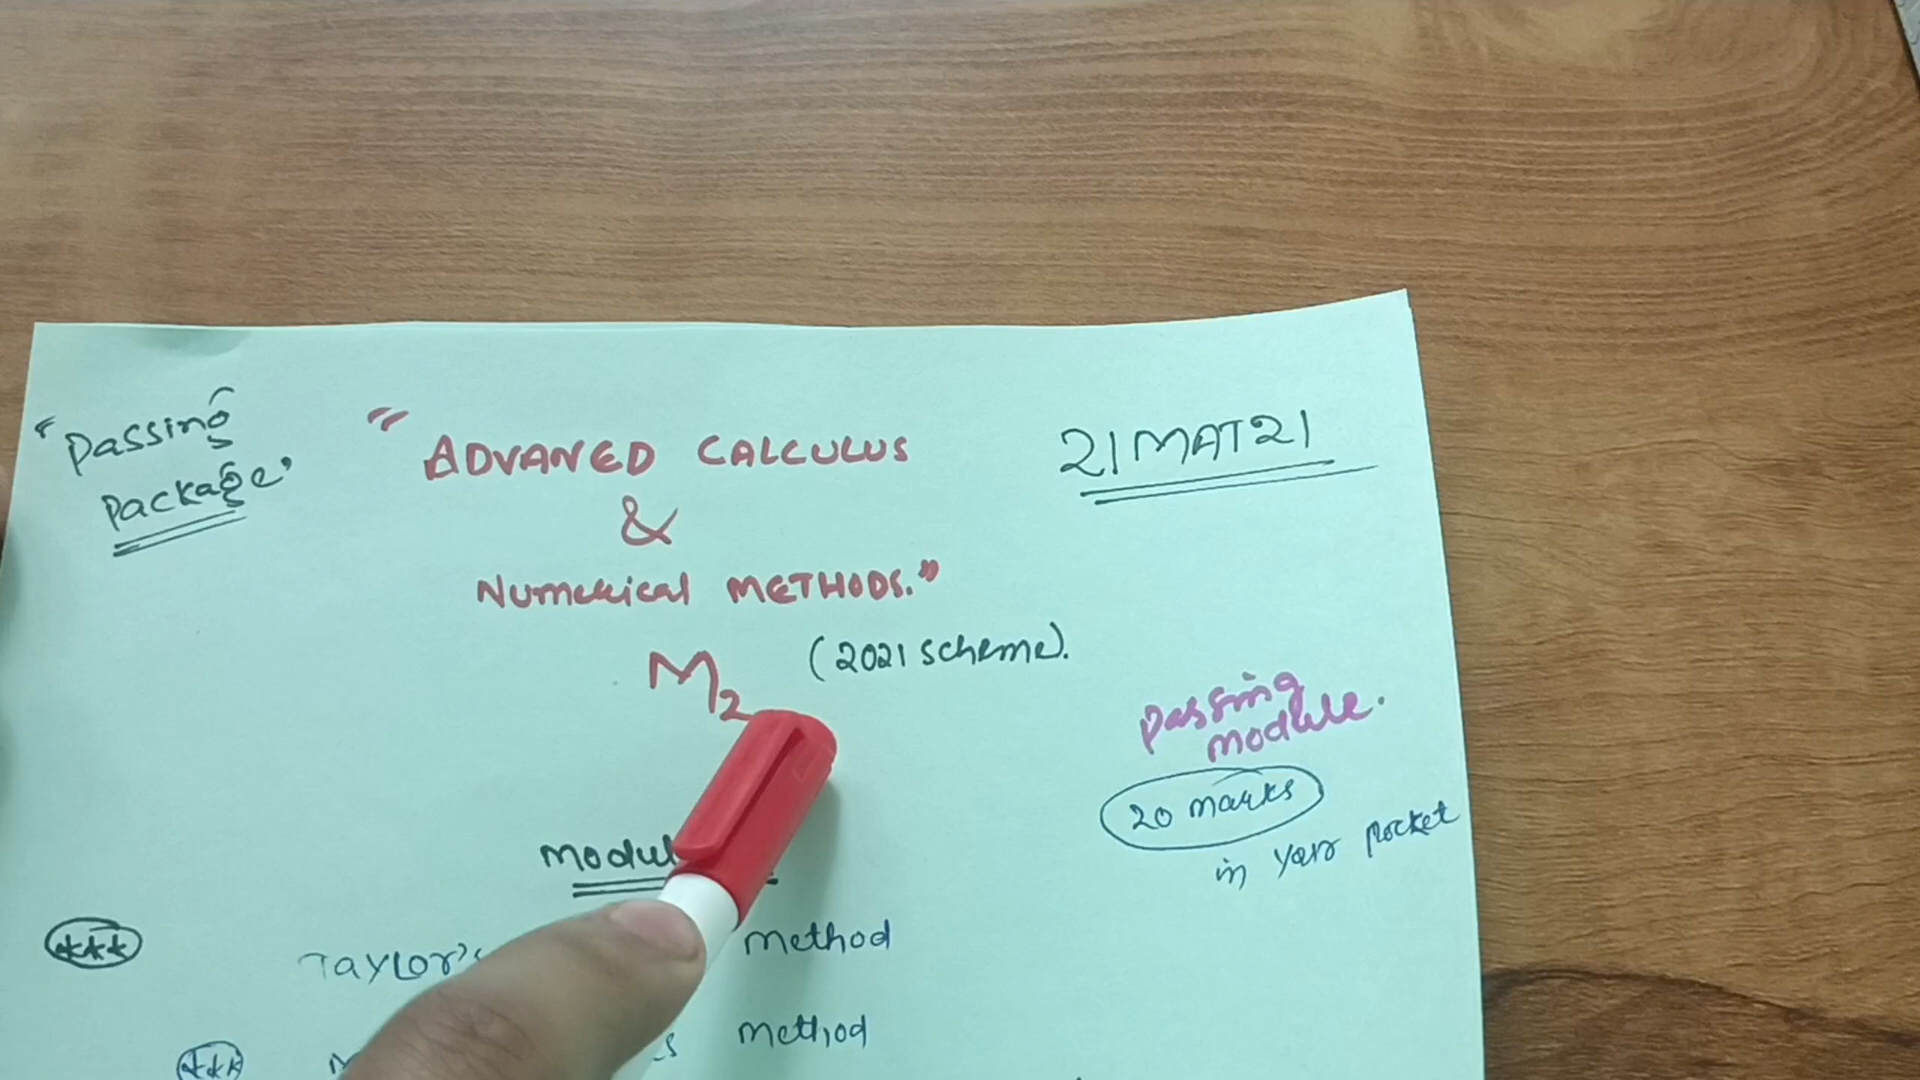 "Passing
Package"
"ADVANED CALCULUS
&
Numerical METHODS."
21MAT21
M2
(2021 scheme).
Passing
module.
20 marks
in your pocket
***
Taylor's method
***
method